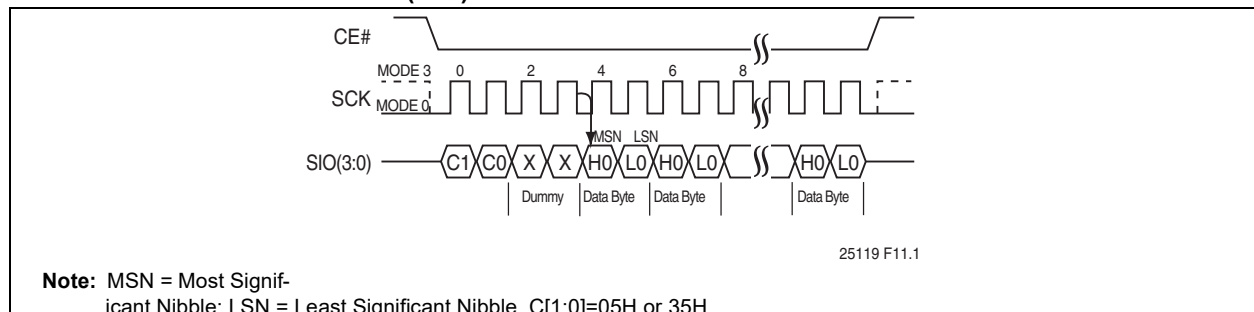 CE#
MODE 3 0 2 4 6 8
SCK MODE 0
MSN LSN
SIO(3:0) C1 C0 X X H0 L0 H0 L0 H0 L0
Dummy Data Byte Data Byte Data Byte
25119 F11.1
Note: MSN = Most Signif-
icant Nibble; LSN = Least Significant Nibble, C[1:0]=05H or 35H